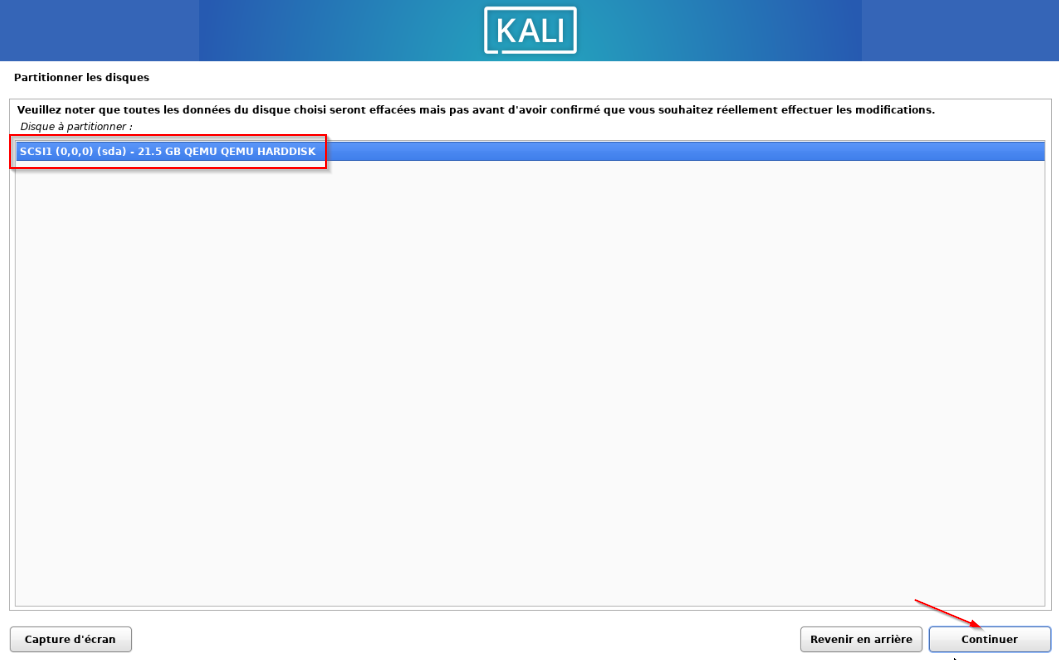 KALI
Partitionner les disques
Veuillez noter que toutes les données du disque choisi seront effacées mais pas avant d'avoir confirmé que vous souhaitez réellement effectuer les modifications.
Disque à partitionner :
SCSI1 (0,0,0) (sda) - 21.5 GB QEMU QEMU HARDDISK
Capture d'écran
Revenir en arrière
Continuer